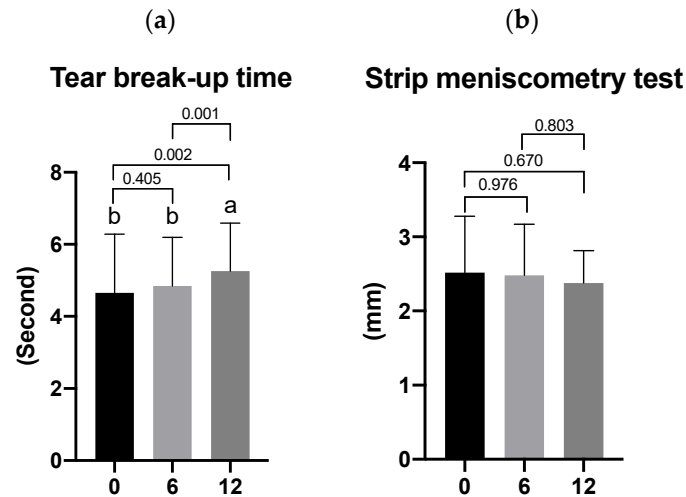 (a)
Tear break-up time
0.001
0.002
0.405
b b a
8
6
4
2
0
(Second)
0 6 12
(b)
Strip meniscometry test
0.803
0.670
0.976
4
3
2
1
0
(mm)
0 6 12